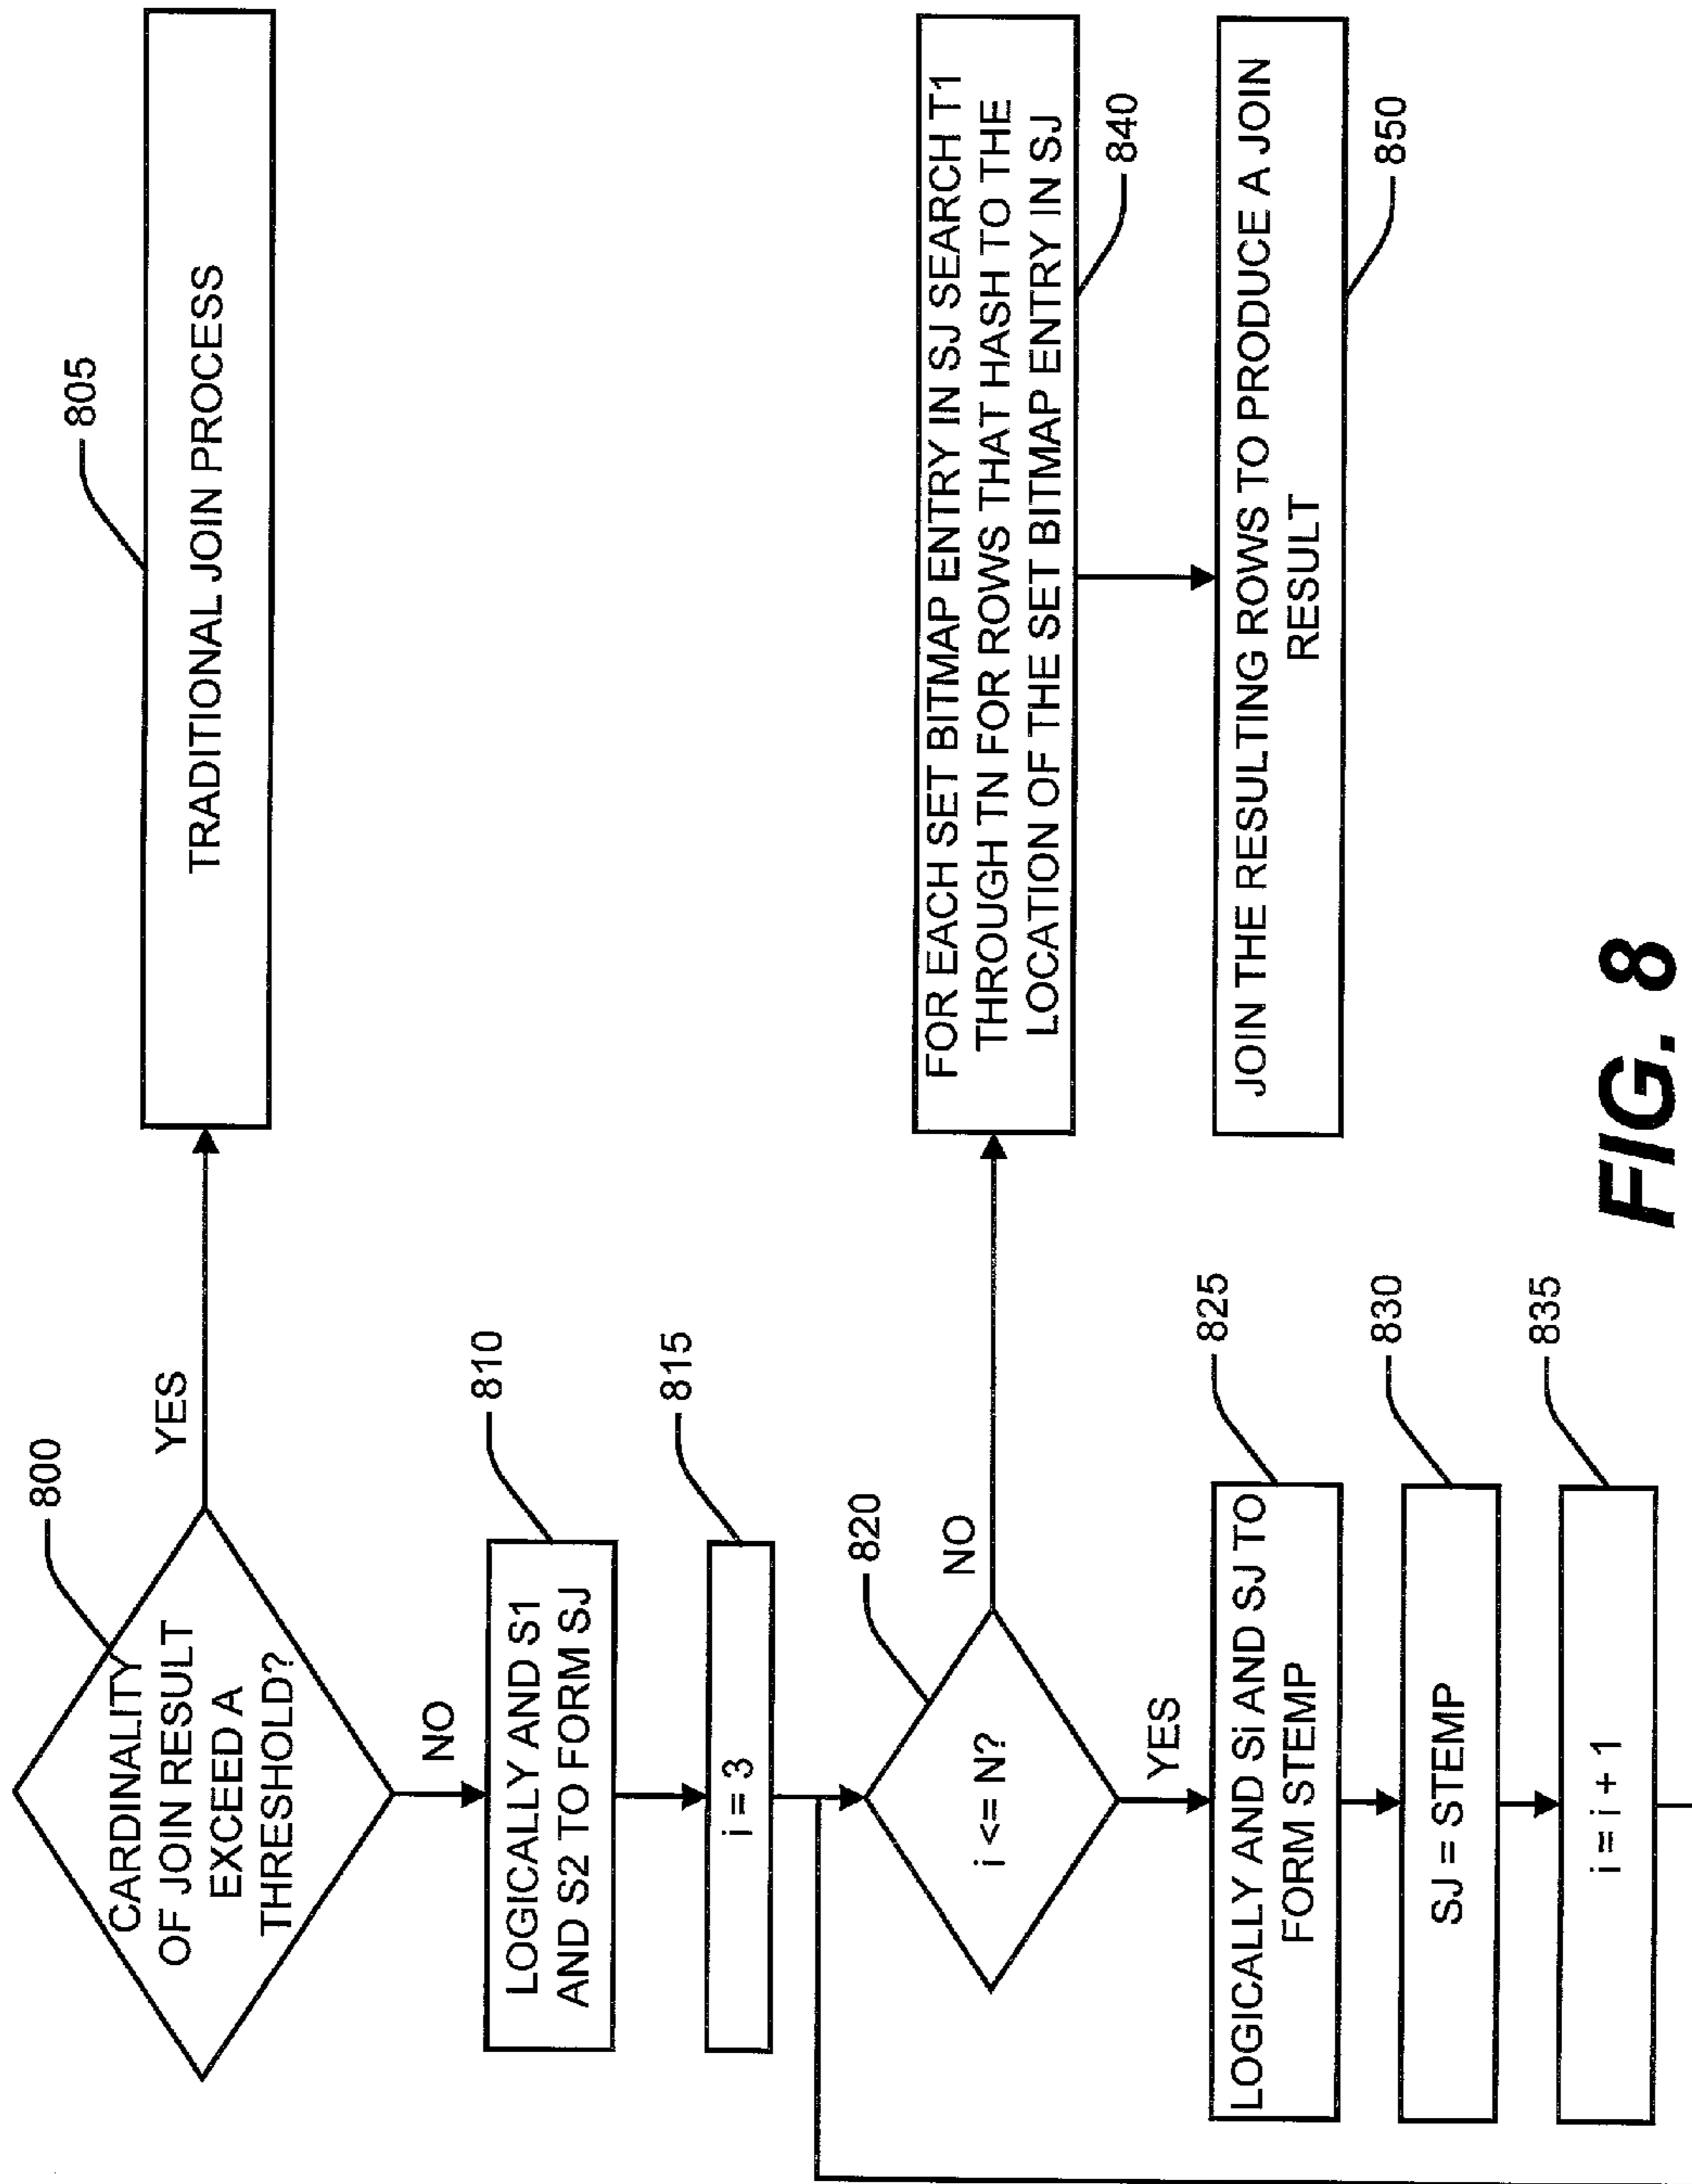 800
CARDINALITY
OF JOIN RESULT
EXCEED A
THRESHOLD?
YES
805
TRADITIONAL JOIN PROCESS
NO
810
LOGICALLY AND S1
AND S2 TO FORM SJ
815
i = 3
820
i <= N?
NO
840
FOR EACH SET BITMAP ENTRY IN SJ SEARCH T1
THROUGH TN FOR ROWS THAT HASH TO THE
LOCATION OF THE SET BITMAP ENTRY IN SJ
YES
825
LOGICALLY AND Si AND SJ TO
FORM STEMP
850
JOIN THE RESULTING ROWS TO PRODUCE A JOIN
RESULT
830
SJ = STEMP
835
i = i + 1
FIG. 8